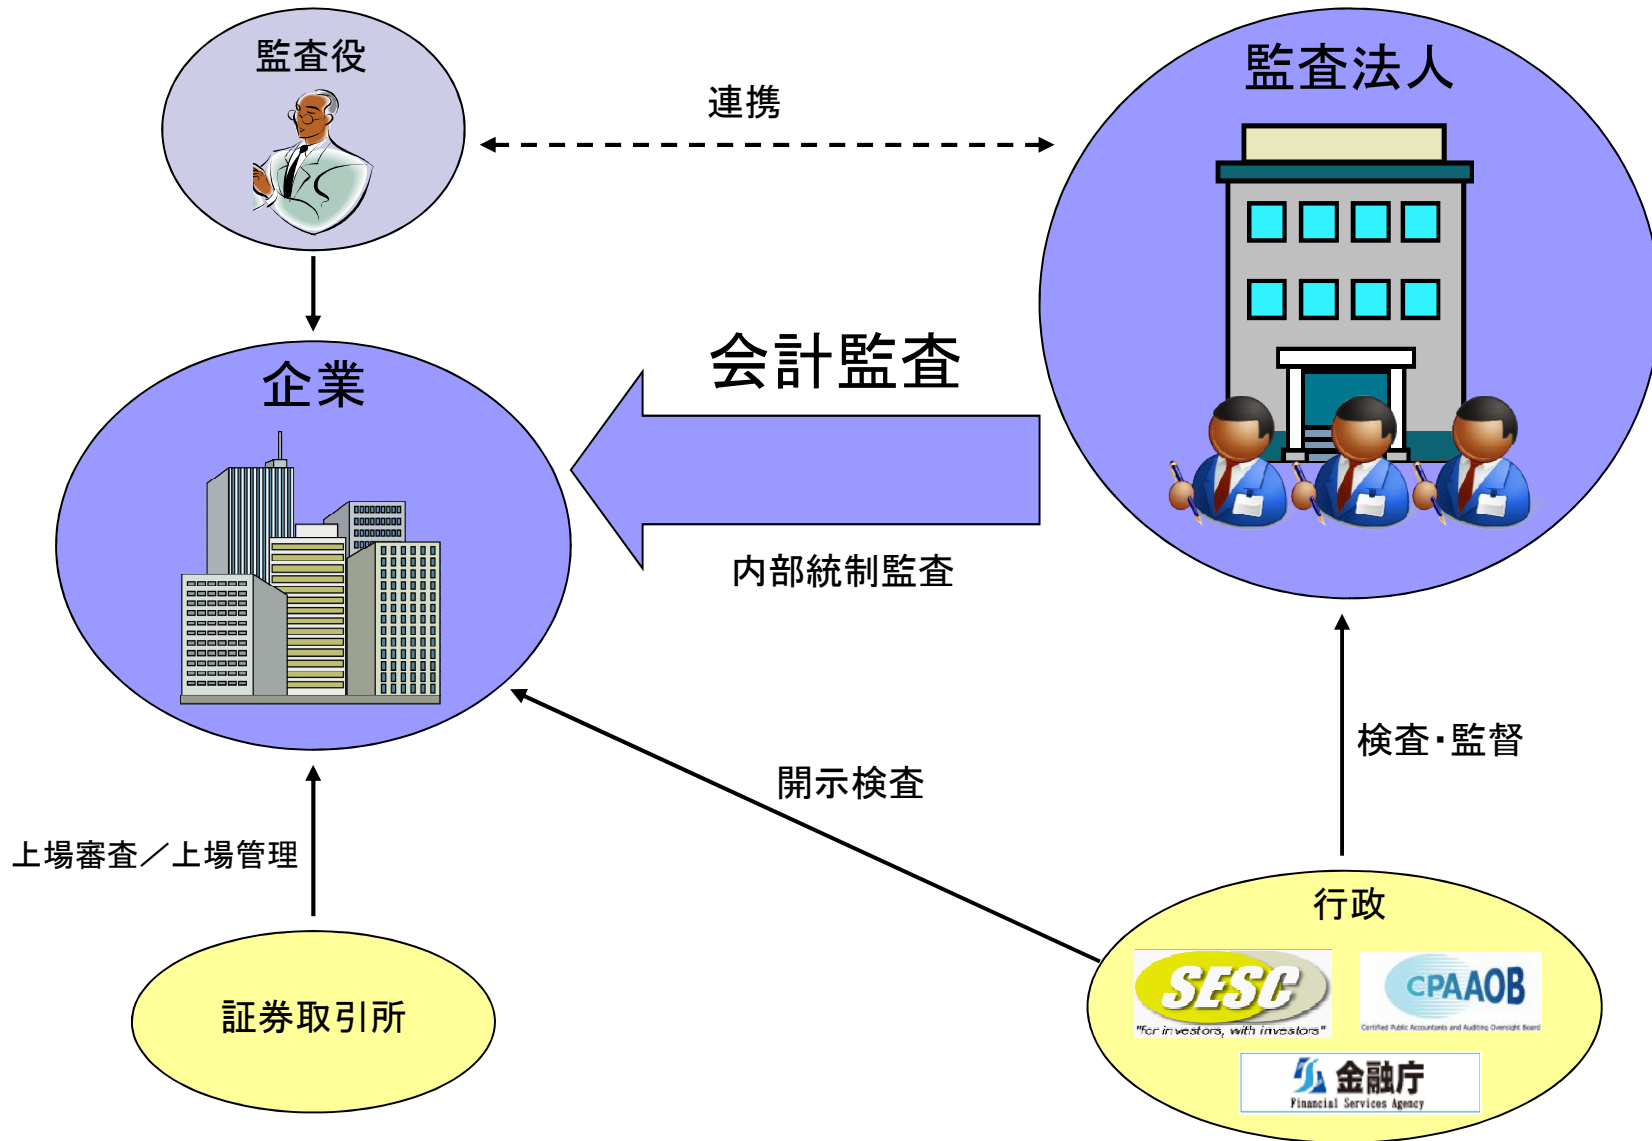 監査役
監査法人
連携
会計監査
企業
内部統制監査
検査・監督
開示検査
上場審査／上場管理
行政
証券取引所
SESC
"for investors, with investors"
CPAAOB
Certified Public Accountants and Auditing Oversight Board
金融庁
Financial Services Agency